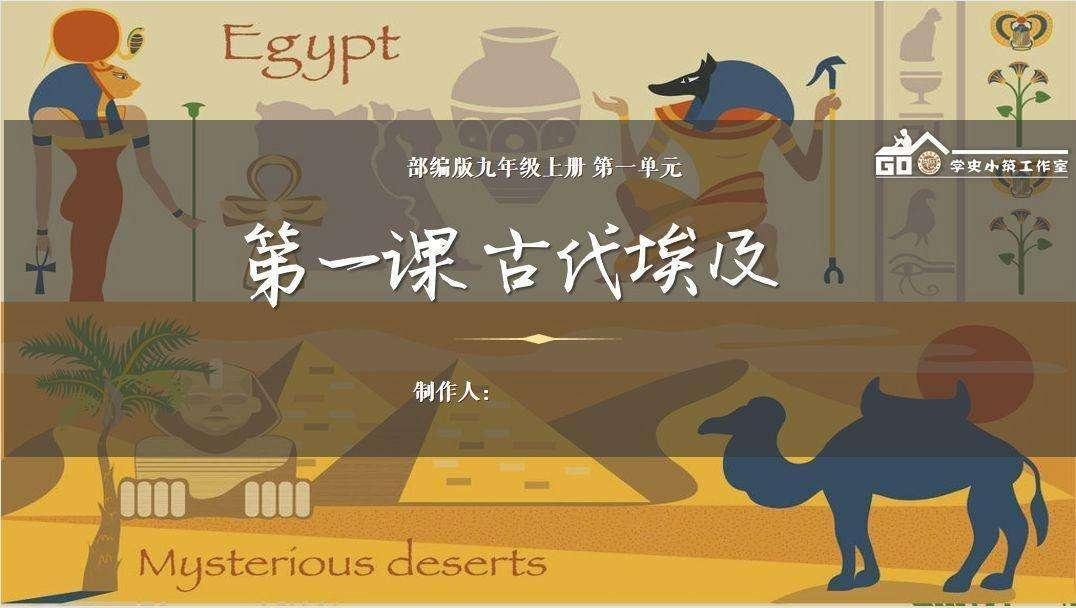 Egypt
部编版九年级上册 第一单元
GO 学史小筑工作室
第一课 古代埃及
制作人：
Mysterious deserts